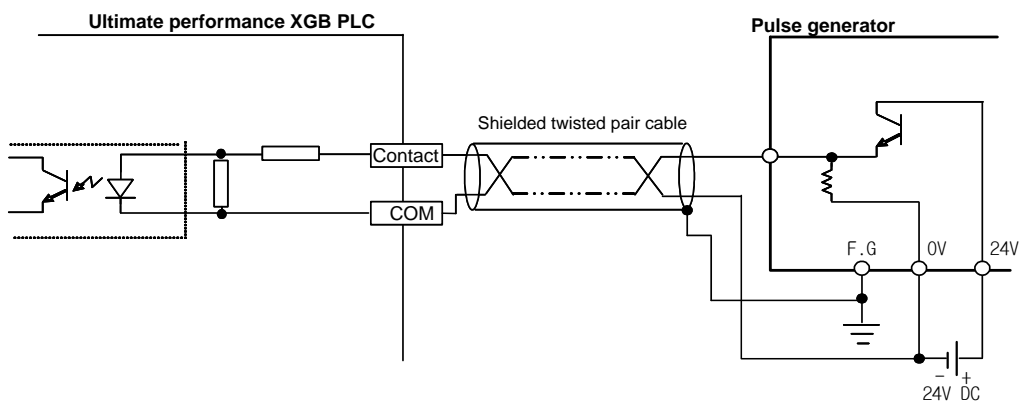 Ultimate performance XGB PLC
Pulse generator
Shielded twisted pair cable
Contact
COM
F.G
0V
24V
- +
24V DC